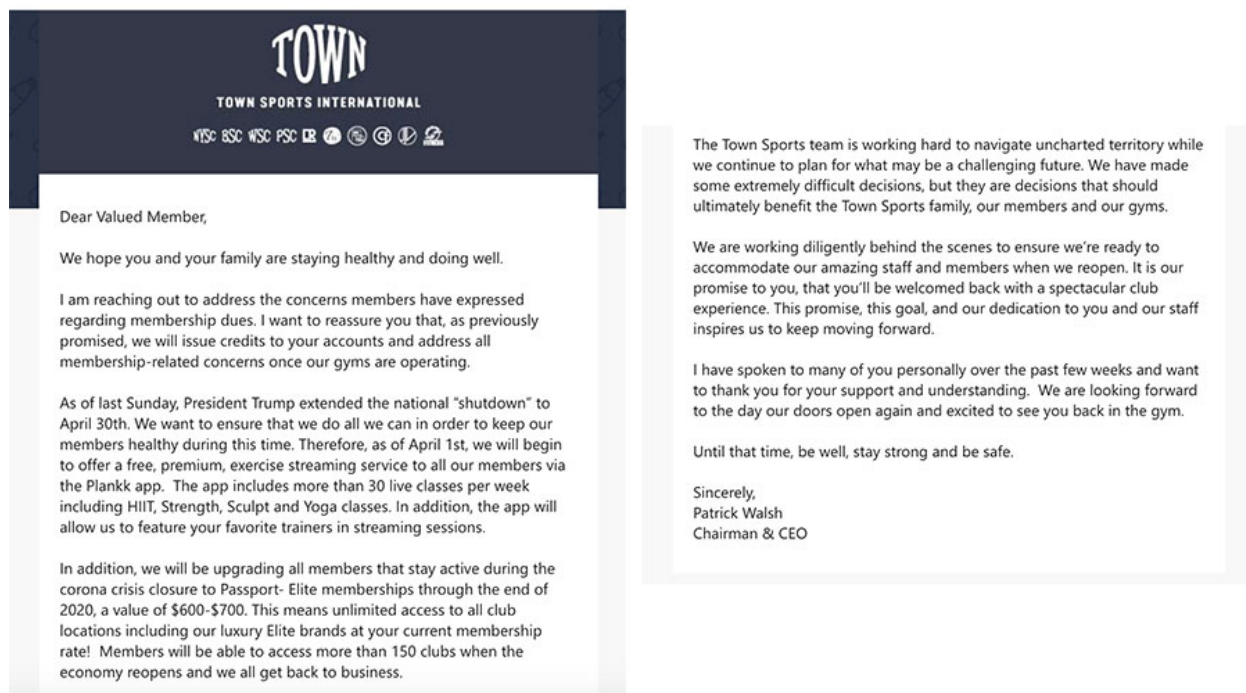 TOWN
TOWN SPORTS INTERNATIONAL
NYSC BSC WSC PSC LR
Dear Valued Member,
We hope you and your family are staying healthy and doing well.
I am reaching out to address the concerns members have expressed
regarding membership dues. I want to reassure you that, as previously
promised, we will issue credits to your accounts and address all
membership-related concerns once our gyms are operating.
As of last Sunday, President Trump extended the national "shutdown" to
April 30th. We want to ensure that we do all we can in order to keep our
members healthy during this time. Therefore, as of April 1st, we will begin
to offer a free, premium, exercise streaming service to all our members via
the Plankk app.  The app includes more than 30 live classes per week
including HIIT, Strength, Sculpt and Yoga classes. In addition, the app will
allow us to feature your favorite trainers in streaming sessions.
In addition, we will be upgrading all members that stay active during the
corona crisis closure to Passport- Elite memberships through the end of
2020, a value of $600-$700. This means unlimited access to all club
locations including our luxury Elite brands at your current membership
rate!  Members will be able to access more than 150 clubs when the
economy reopens and we all get back to business.
The Town Sports team is working hard to navigate uncharted territory while
we continue to plan for what may be a challenging future. We have made
some extremely difficult decisions, but they are decisions that should
ultimately benefit the Town Sports family, our members and our gyms.
We are working diligently behind the scenes to ensure we're ready to
accommodate our amazing staff and members when we reopen. It is our
promise to you, that you'll be welcomed back with a spectacular club
experience. This promise, this goal, and our dedication to you and our staff
inspires us to keep moving forward.
I have spoken to many of you personally over the past few weeks and want
to thank you for your support and understanding.  We are looking forward
to the day our doors open again and excited to see you back in the gym.
Until that time, be well, stay strong and be safe.
Sincerely,
Patrick Walsh
Chairman & CEO